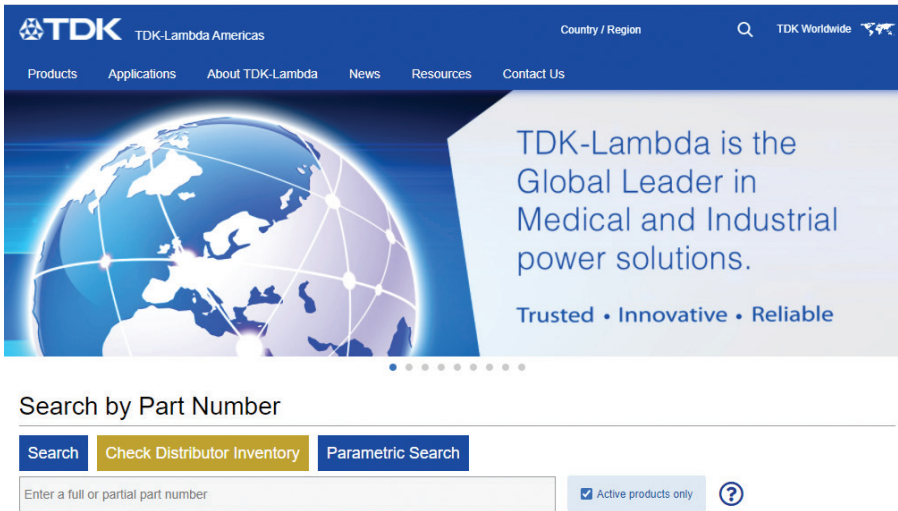 TDK TDK-Lambda Americas Country / Region TDK Worldwide
Products Applications About TDK-Lambda News Resources Contact Us
TDK-Lambda is the
Global Leader in
Medical and Industrial
power solutions.
Trusted • Innovative • Reliable
Search by Part Number
Search Check Distributor Inventory Parametric Search
Enter a full or partial part number Active products only ?